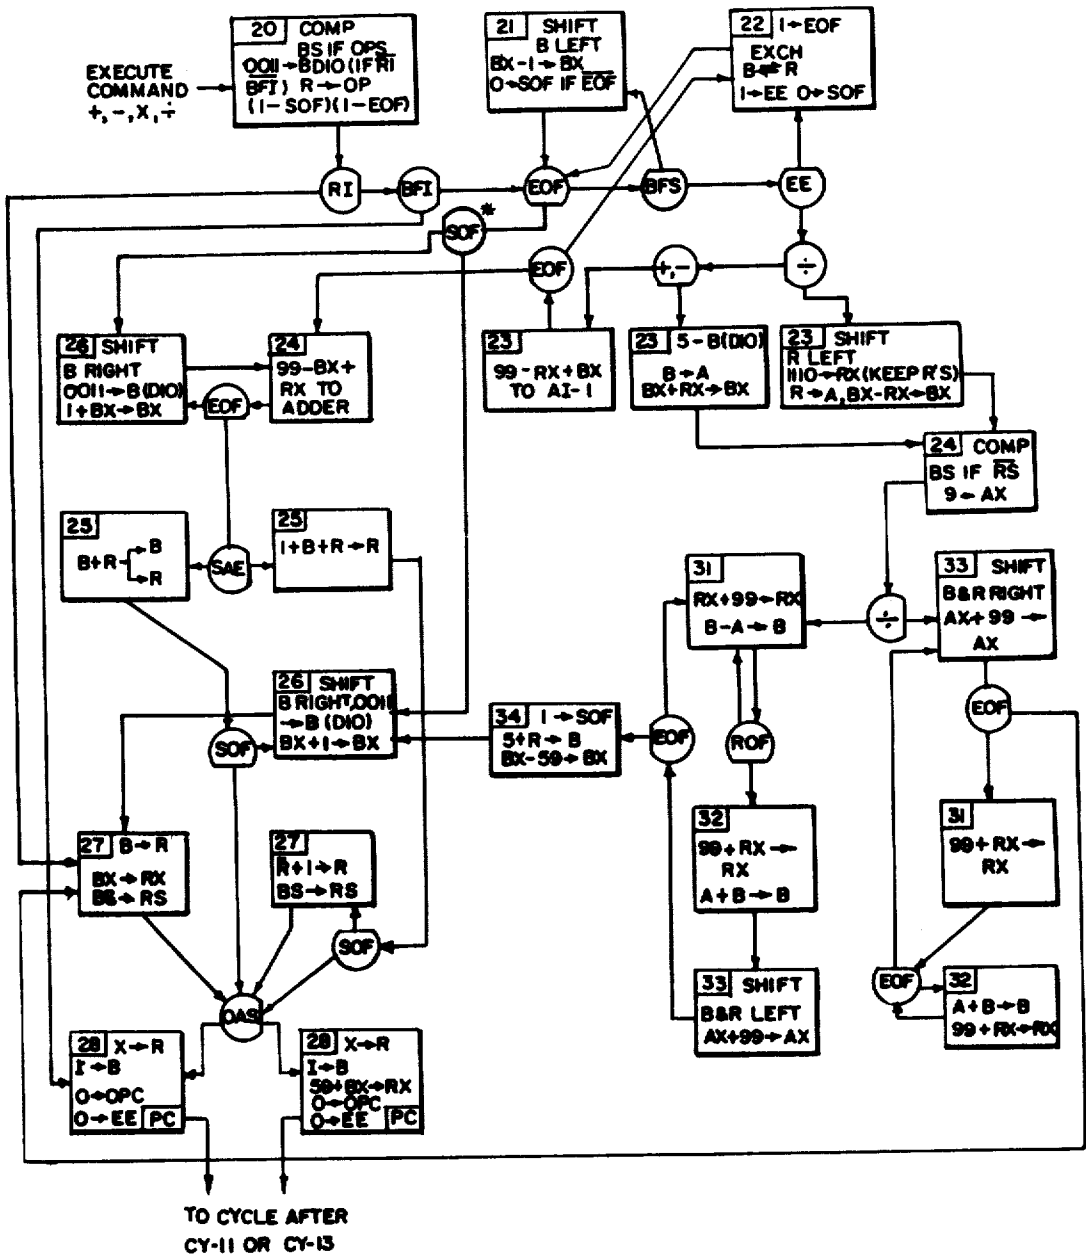 20 COMP
BS IF OPS
0011→BDIO(IF R̅I̅
B̅F̅I̅) R→OP
(1-SOF)(1-EOF)
EXECUTE
COMMAND
+,-,X,÷
21 SHIFT
B LEFT
BX-1→BX
0→SOF IF E̅O̅F̅
22 1→EOF
EXCH
B⇌R
1→EE 0→SOF
RI
BFI
EOF
BFS
EE
SOF *
EOF
+,-
÷
26 SHIFT
B RIGHT
0011→B(DIO)
1+BX→BX
EOF
24
99-BX+
RX TO
ADDER
23
99-RX+BX
TO AI-1
23 5-B(DIO)
B→A
BX+RX→BX
23 SHIFT
R LEFT
1110→RX(KEEP R'S)
R→A,BX-RX→BX
24 COMP
BS IF R̅S̅
9→AX
25
B+R→B
→R
SAE
25
1+B+R→R
31
RX+99→RX
B-A→B
÷
33 SHIFT
B&R RIGHT
AX+99→
AX
26 SHIFT
B RIGHT,0011
→B(DIO)
BX+1→BX
SOF
34 1→SOF
5+R→B
BX-59→BX
EOF
ROF
EOF
27 B→R
BX→RX
BS→RS
27
R̅+1→R
BS→RS
SOF
32
99+RX→
RX
A+B→B
31
99+RX→
RX
33 SHIFT
B&R LEFT
AX+99→AX
EOF
32
A+B→B
99+RX→RX
OAS
28 X→R
I→B
0→OPC
0→EE PC
28 X→R
I→B
59+BX→RX
0→OPC
0→EE PC
TO CYCLE AFTER
CY-11 OR CY-13